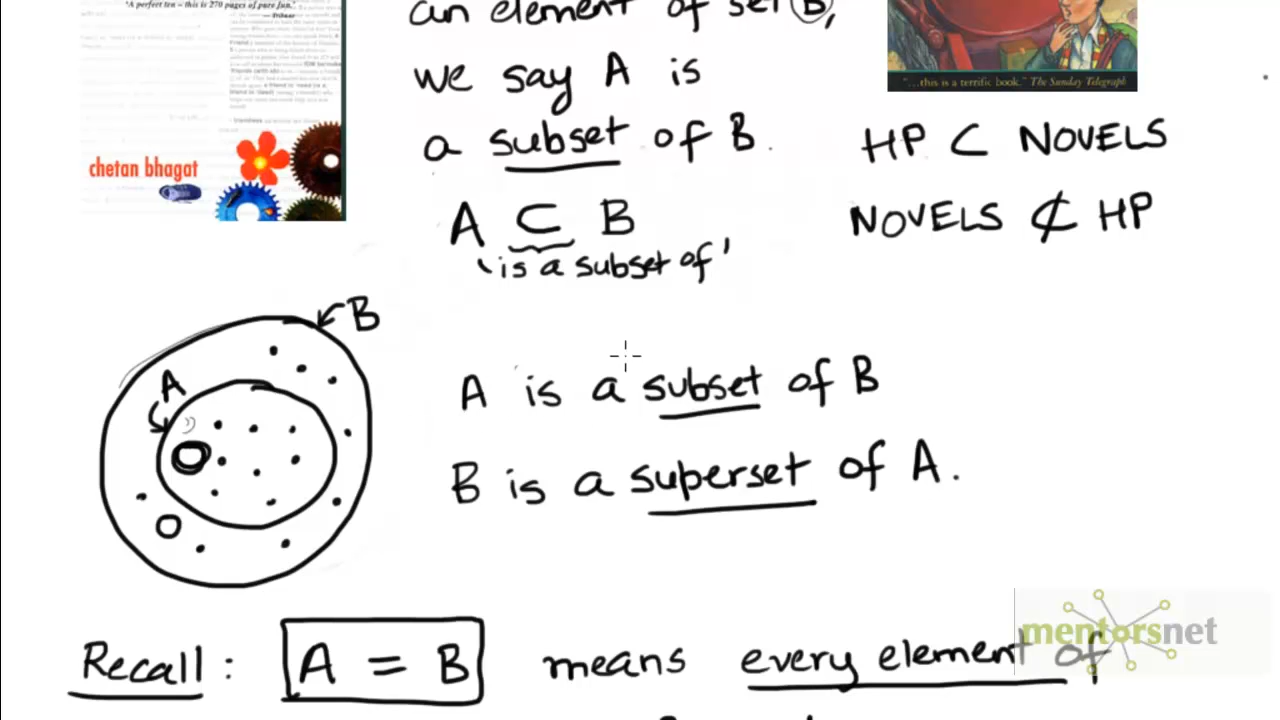 "A perfect ten – this is 270 pages of pure fun."
an element of set B,
we say A is
a subset of B.
A ⊂ B
'is a subset of'
chetan bhagat
"...this is a terrific book." The Sunday Telegraph
HP ⊂ NOVELS
NOVELS ⊄ HP
B
A
A is a subset of B
B is a superset of A.
Recall: A = B means every element of
mentorsnet